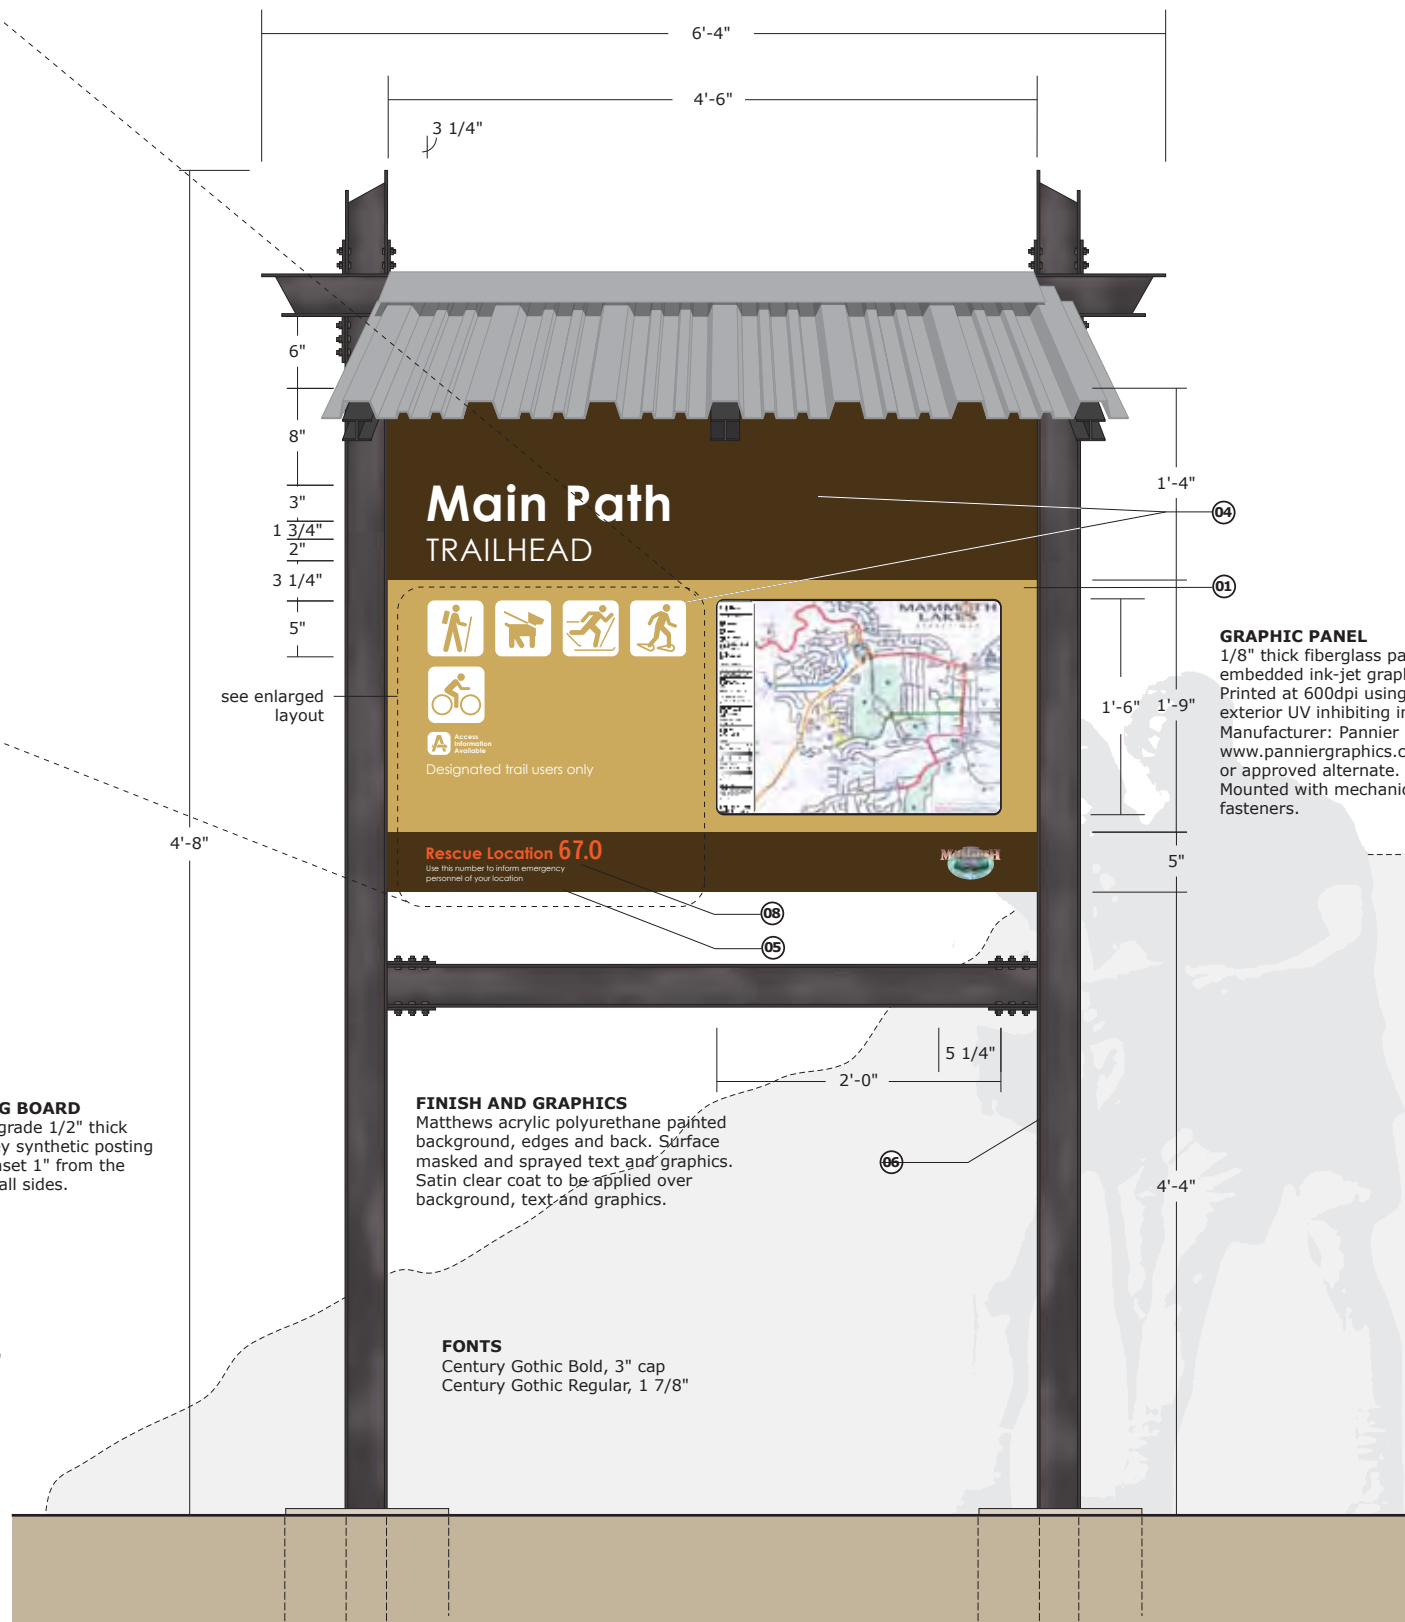 6'-4"
4'-6"
3 1/4"
6"
8"
3"
1 3/4"
2"
3 1/4"
5"
see enlarged
layout
4'-8"
Main Path
TRAILHEAD
MAMMOTH
LAKES
Access
Information
Available
Designated trail users only
Rescue Location 67.0
Use this number to inform emergency
personnel of your location
1'-4"
04
01
1'-6"
1'-9"
5"
GRAPHIC PANEL
1/8" thick fiberglass pa
embedded ink-jet graph
Printed at 600dpi using
exterior UV inhibiting in
Manufacturer: Pannier
www.panniergraphics.c
or approved alternate.
Mounted with mechanic
fasteners.
08
05
5 1/4"
2'-0"
G BOARD
grade 1/2" thick
y synthetic posting
set 1" from the
all sides.
FINISH AND GRAPHICS
Matthews acrylic polyurethane painted
background, edges and back. Surface
masked and sprayed text and graphics.
Satin clear coat to be applied over
background, text and graphics.
06
4'-4"
FONTS
Century Gothic Bold, 3" cap
Century Gothic Regular, 1 7/8"